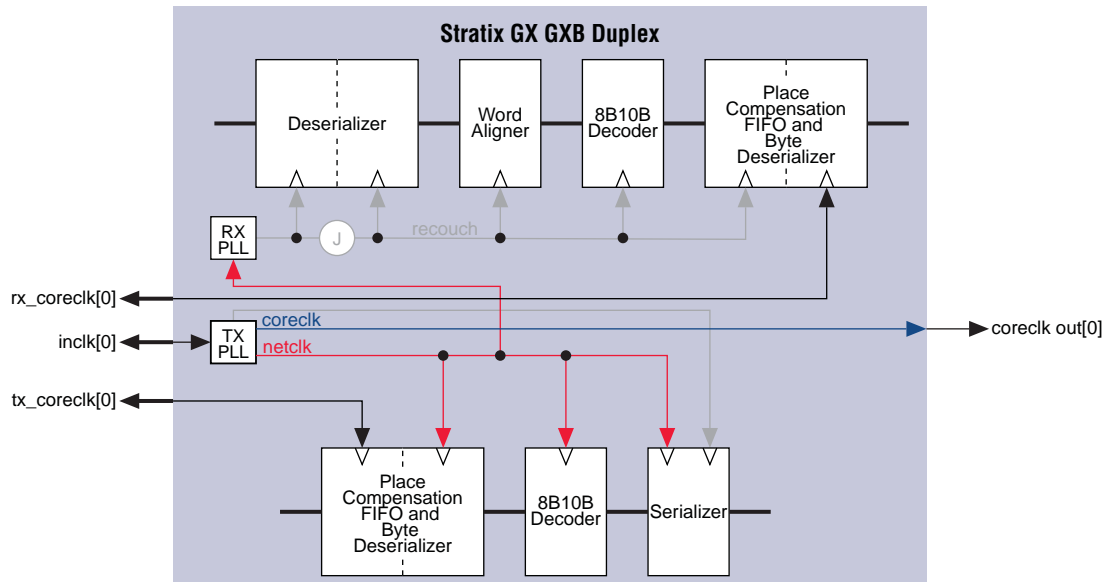 Stratix GX GXB Duplex
Deserializer
Word
Aligner
8B10B
Decoder
Place
Compensation
FIFO and
Byte
Deserializer
RX
PLL
J
recouch
rx_coreclk[0]
inclk[0]
TX
PLL
coreclk
netclk
coreclk out[0]
tx_coreclk[0]
Place
Compensation
FIFO and
Byte
Deserializer
8B10B
Decoder
Serializer